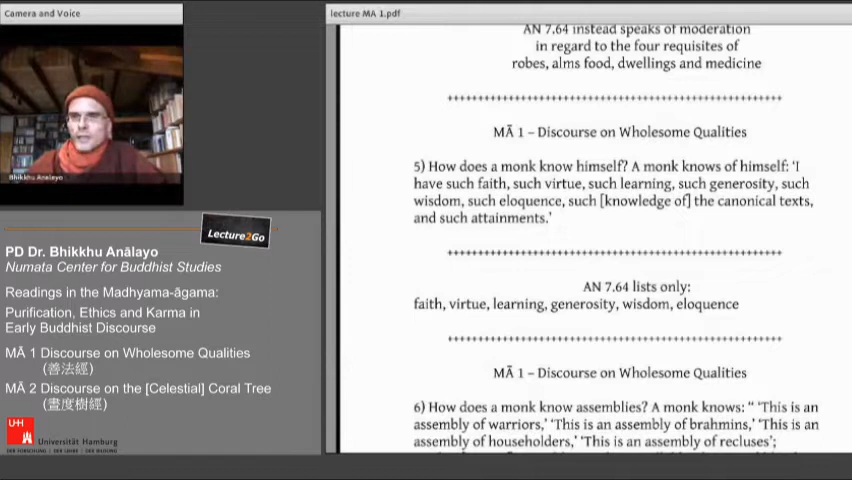 Camera and Voice
Bhikkhu Analayo
Lecture2Go
PD Dr. Bhikkhu Anālayo
Numata Center for Buddhist Studies
Readings in the Madhyama-āgama:
Purification, Ethics and Karma in
Early Buddhist Discourse
MĀ 1 Discourse on Wholesome Qualities
(善法經)
MĀ 2 Discourse on the [Celestial] Coral Tree
(晝度樹經)
UH
Universität Hamburg
DER FORSCHUNG | DER LEHRE | DER BILDUNG
lecture MA 1.pdf
AN 7.64 instead speaks of moderation
in regard to the four requisites of
robes, alms food, dwellings and medicine
++++++++++++++++++++++++++++++++++++++++++++++++++++++++
MĀ 1 – Discourse on Wholesome Qualities
5) How does a monk know himself? A monk knows of himself: ‘I
have such faith, such virtue, such learning, such generosity, such
wisdom, such eloquence, such [knowledge of] the canonical texts,
and such attainments.’
++++++++++++++++++++++++++++++++++++++++++++++++++++++++
AN 7.64 lists only:
faith, virtue, learning, generosity, wisdom, eloquence
++++++++++++++++++++++++++++++++++++++++++++++++++++++++
MĀ 1 – Discourse on Wholesome Qualities
6) How does a monk know assemblies? A monk knows: “ ‘This is an
assembly of warriors,’ ‘This is an assembly of brahmins,’ ‘This is an
assembly of householders,’ ‘This is an assembly of recluses’;